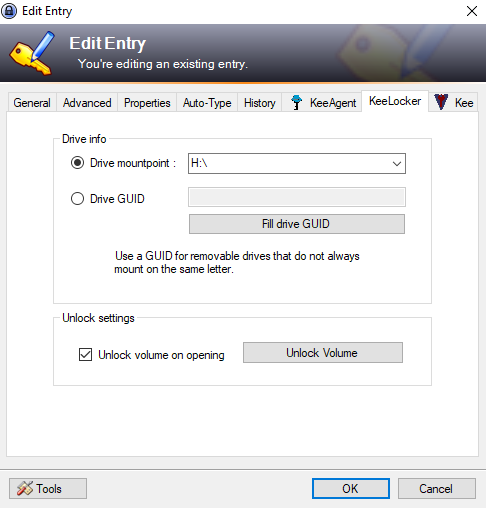 Edit Entry
Edit Entry
You're editing an existing entry.
General Advanced Properties Auto-Type History KeeAgent KeeLocker Kee
Drive info
Drive mountpoint : H:\
Drive GUID
Fill drive GUID
Use a GUID for removable drives that do not always
mount on the same letter.
Unlock settings
Unlock volume on opening Unlock Volume
Tools OK Cancel